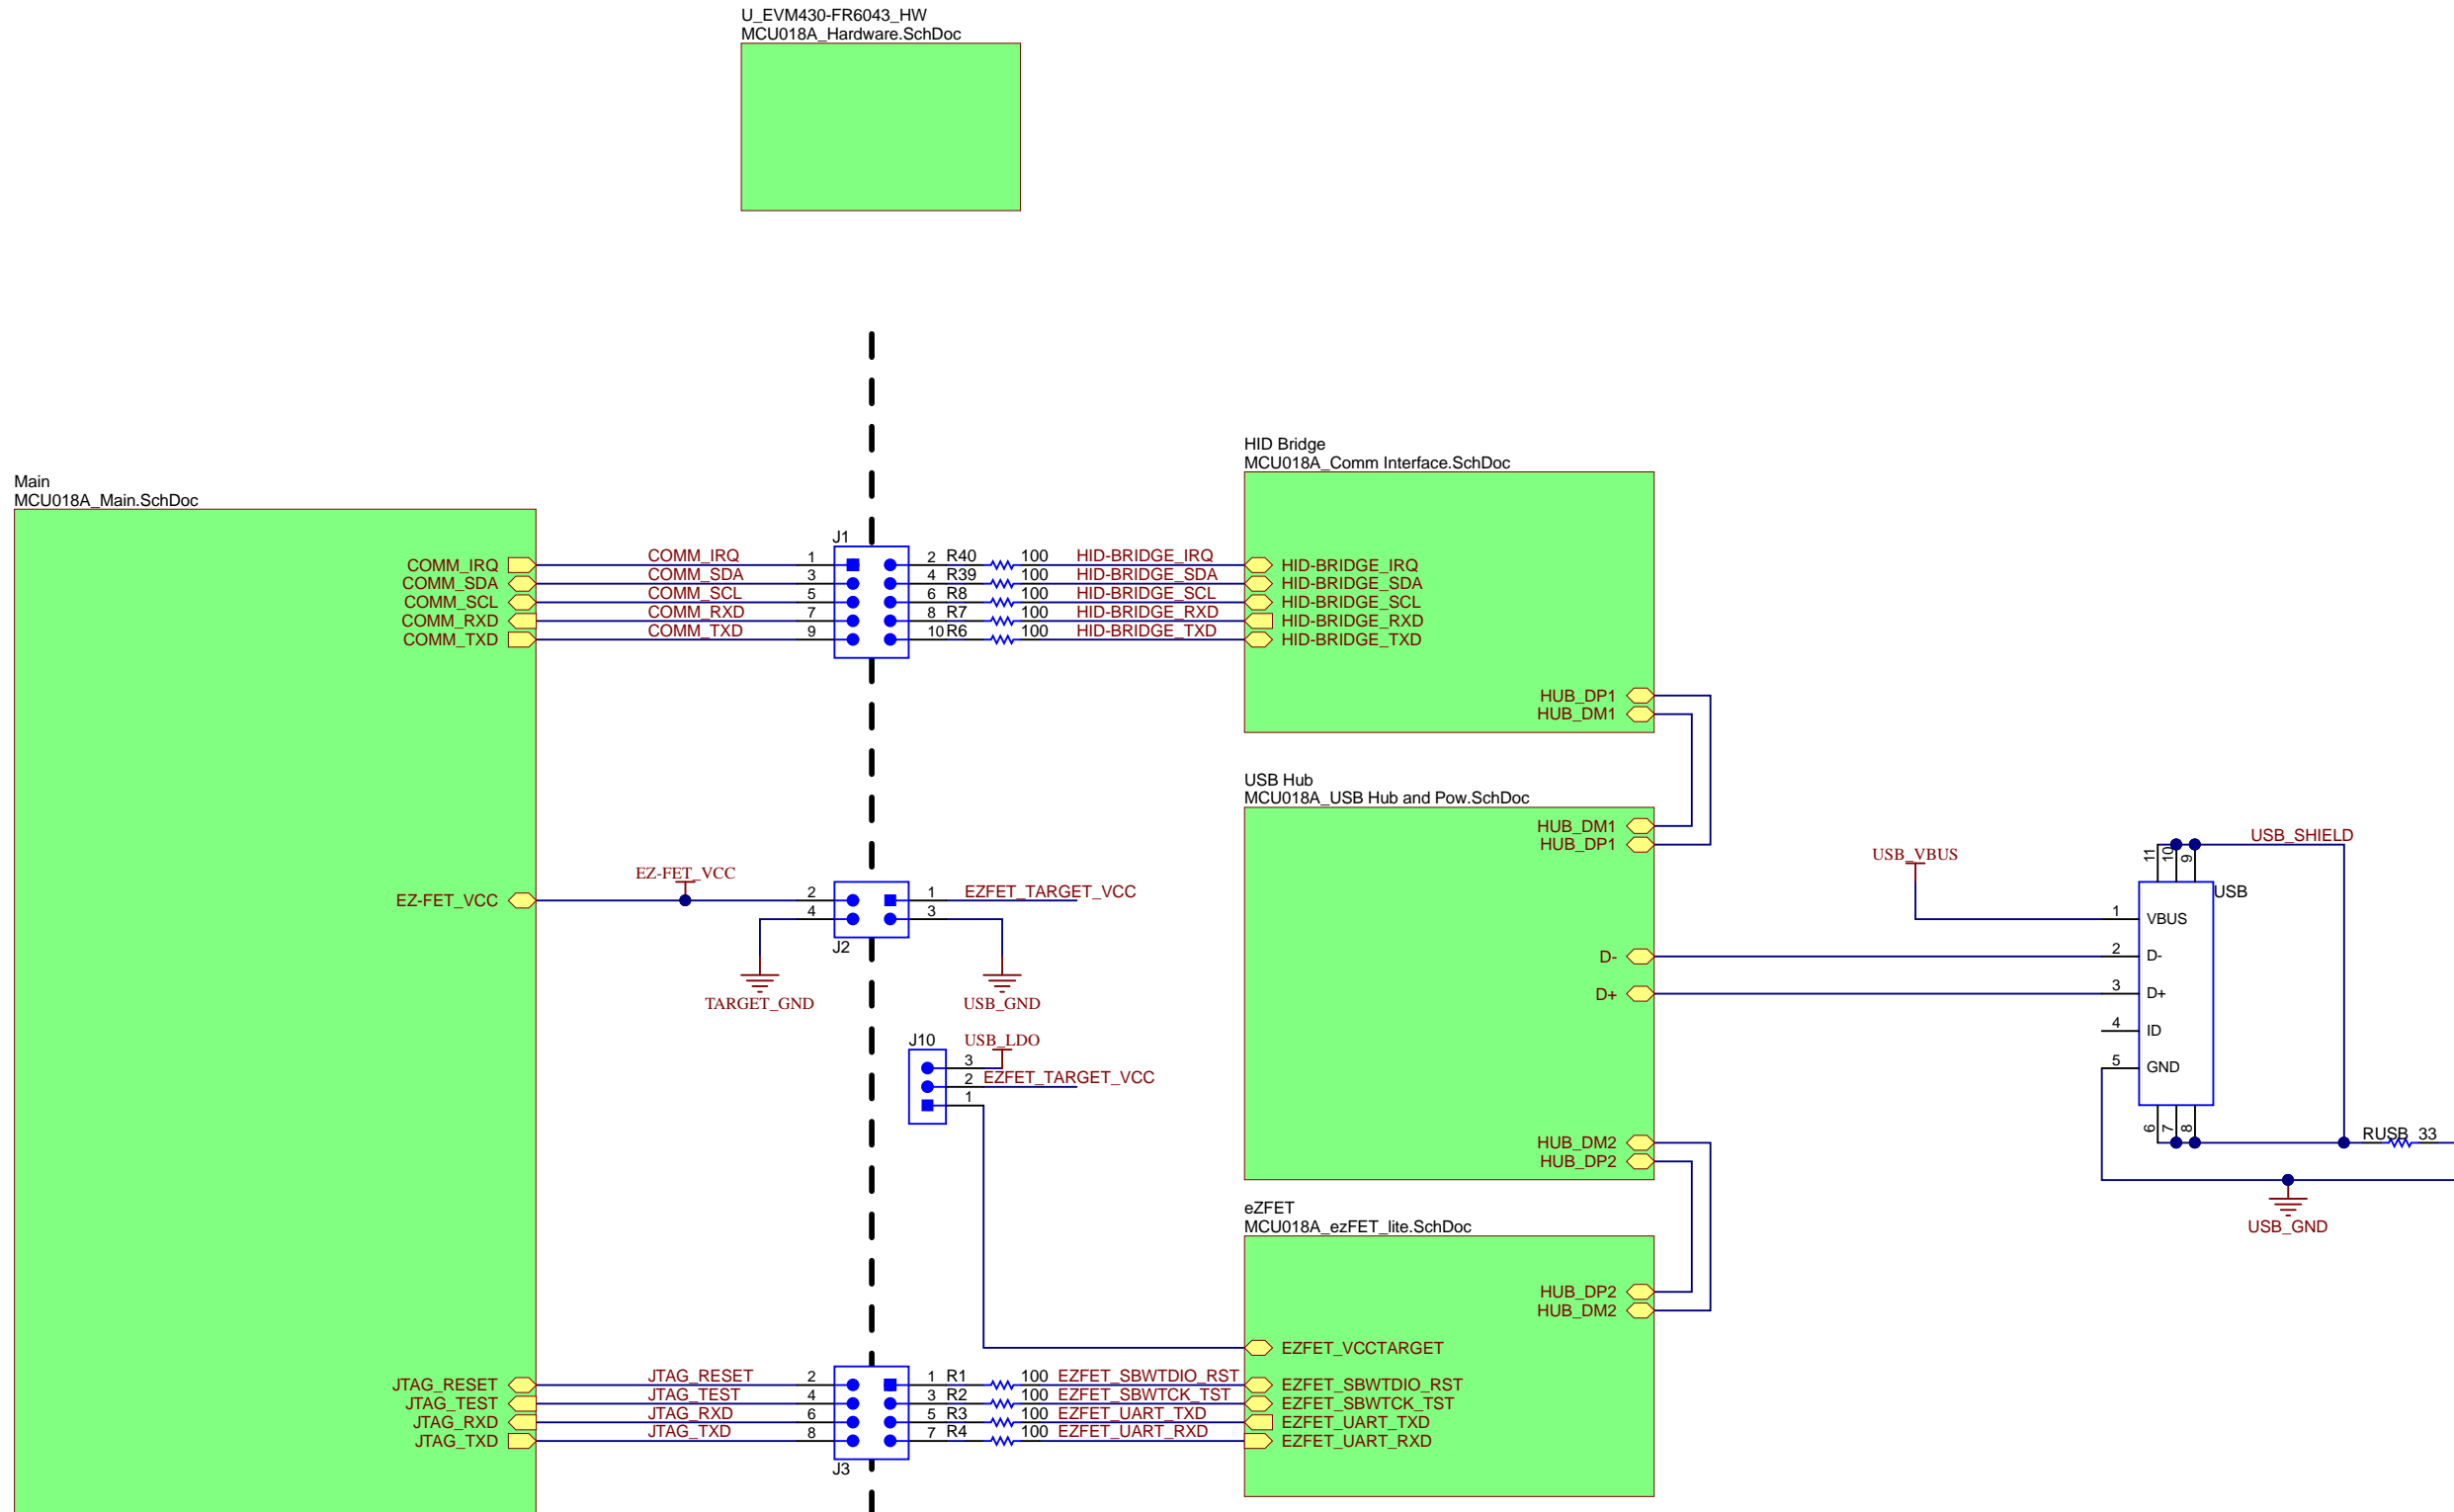 U_EVM430-FR6043_HW
MCU018A_Hardware.SchDoc
HID Bridge
MCU018A_Comm Interface.SchDoc
Main
MCU018A_Main.SchDoc
J1
COMM_IRQ COMM_IRQ 1 2 R40 100 HID-BRIDGE_IRQ HID-BRIDGE_IRQ
COMM_SDA COMM_SDA 3 4 R39 100 HID-BRIDGE_SDA HID-BRIDGE_SDA
COMM_SCL COMM_SCL 5 6 R8 100 HID-BRIDGE_SCL HID-BRIDGE_SCL
COMM_RXD COMM_RXD 7 8 R7 100 HID-BRIDGE_RXD HID-BRIDGE_RXD
COMM_TXD COMM_TXD 9 10 R6 100 HID-BRIDGE_TXD HID-BRIDGE_TXD
HUB_DP1
HUB_DM1
USB Hub
MCU018A_USB Hub and Pow.SchDoc
HUB_DM1
HUB_DP1
EZ-FET_VCC
EZ-FET_VCC 2 1 EZFET_TARGET_VCC
4 3
J2
TARGET_GND
USB_GND
USB_VBUS
USB_SHIELD
11 10 9
USB
1 VBUS
D- 2 D-
D+ 3 D+
4 ID
5 GND
6 7 8
RUSB 33
USB_GND
J10
USB_LDO
3
2 EZFET_TARGET_VCC
1
HUB_DM2
HUB_DP2
eZFET
MCU018A_ezFET_lite.SchDoc
HUB_DP2
HUB_DM2
EZFET_VCCTARGET
JTAG_RESET JTAG_RESET 2 1 R1 100 EZFET_SBWTDIO_RST EZFET_SBWTDIO_RST
JTAG_TEST JTAG_TEST 4 3 R2 100 EZFET_SBWTCK_TST EZFET_SBWTCK_TST
JTAG_RXD JTAG_RXD 6 5 R3 100 EZFET_UART_TXD EZFET_UART_TXD
JTAG_TXD JTAG_TXD 8 7 R4 100 EZFET_UART_RXD EZFET_UART_RXD
J3